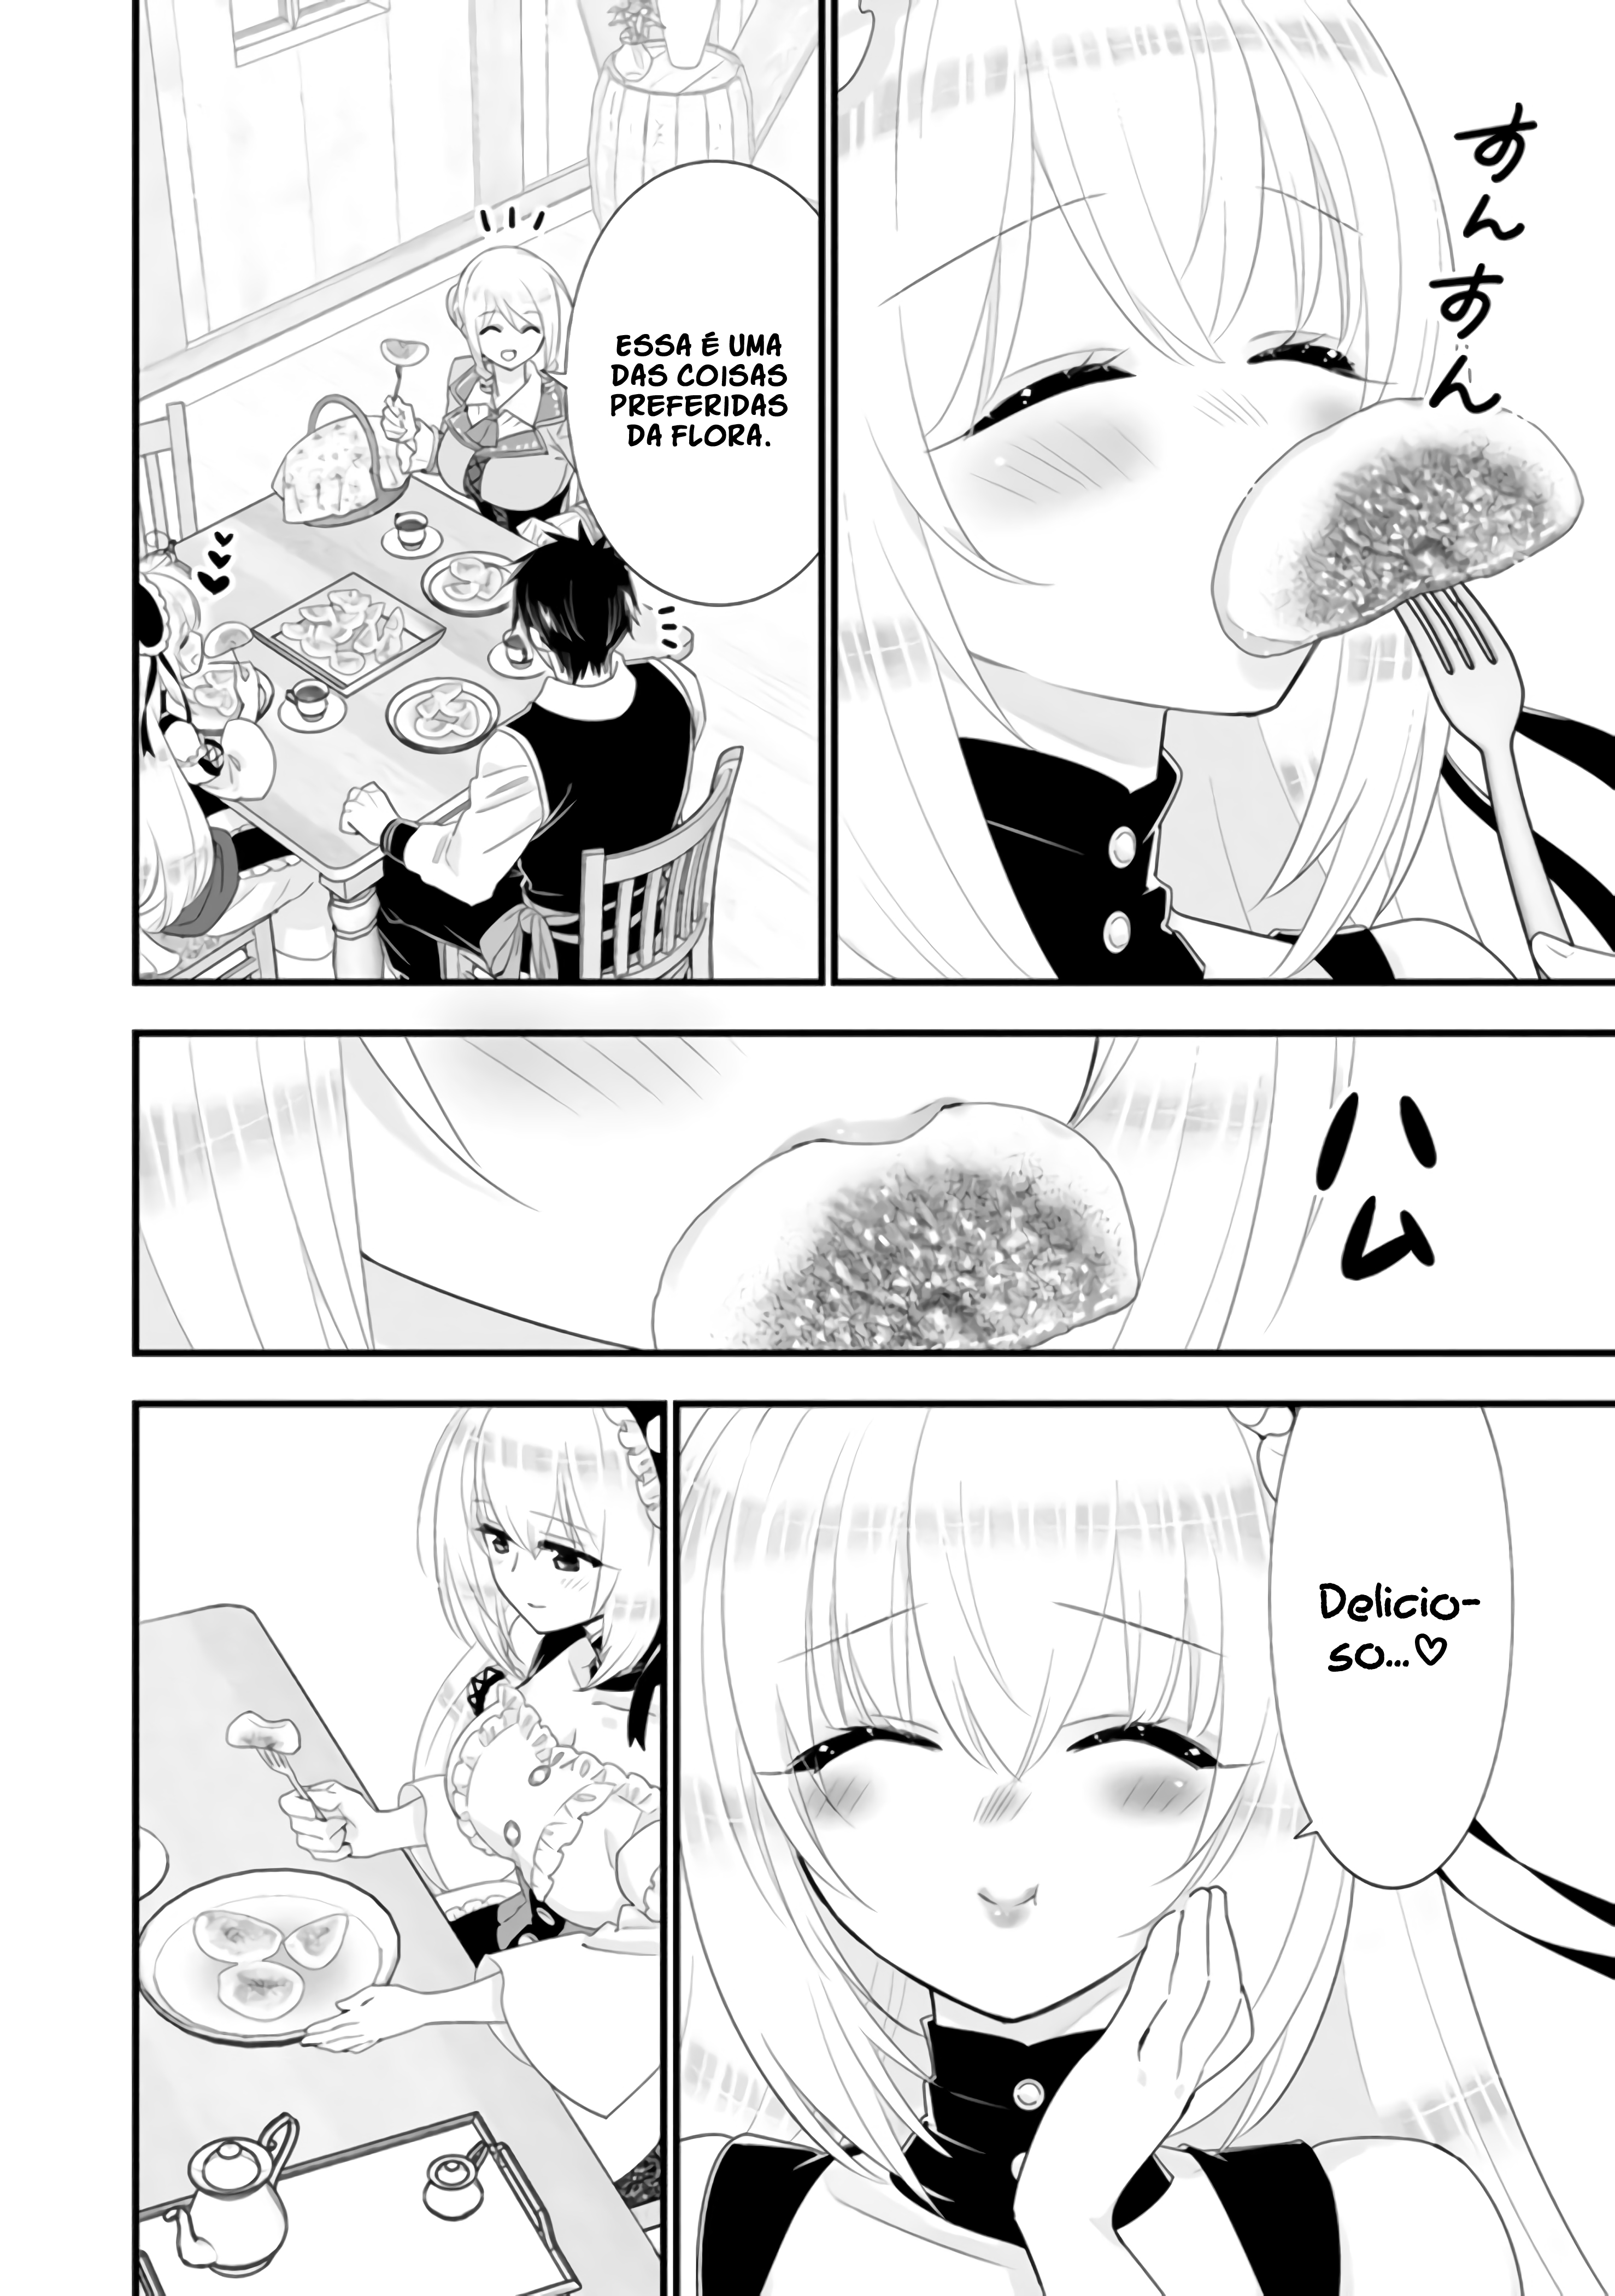 すんすん
ESSA É UMA
DAS COISAS
PREFERIDAS
DA FLORA.
ハム
Delicio-
so...♡